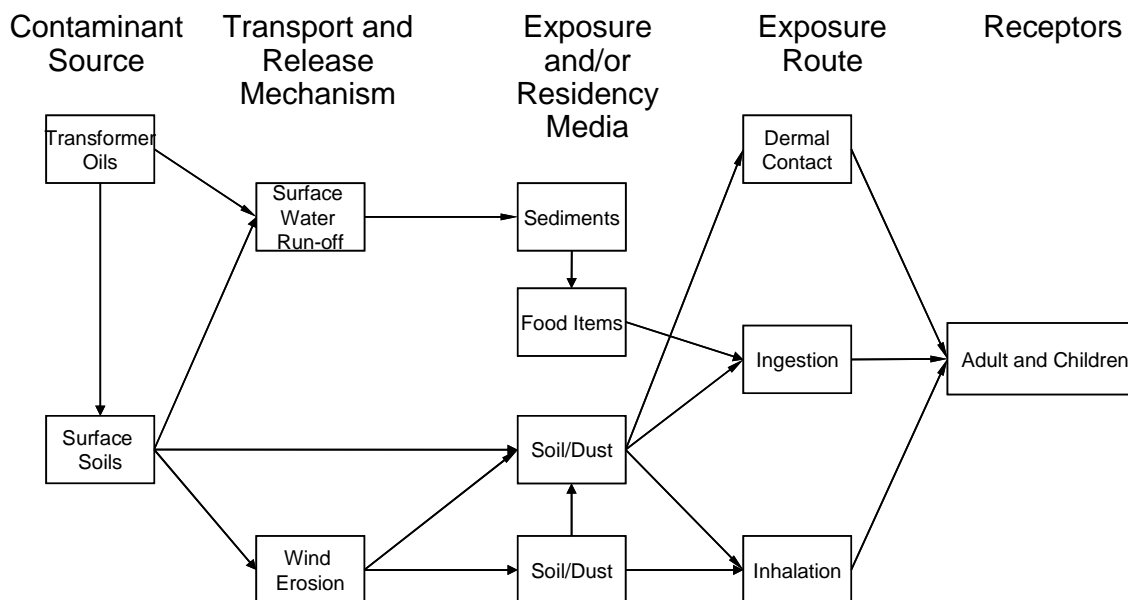 Contaminant
Source
Transport and
Release
Mechanism
Exposure
and/or
Residency
Media
Exposure
Route
Receptors
Transformer
Oils
Surface
Water
Run-off
Sediments
Dermal
Contact
Food Items
Ingestion
Adult and Children
Surface
Soils
Soil/Dust
Wind
Erosion
Soil/Dust
Inhalation